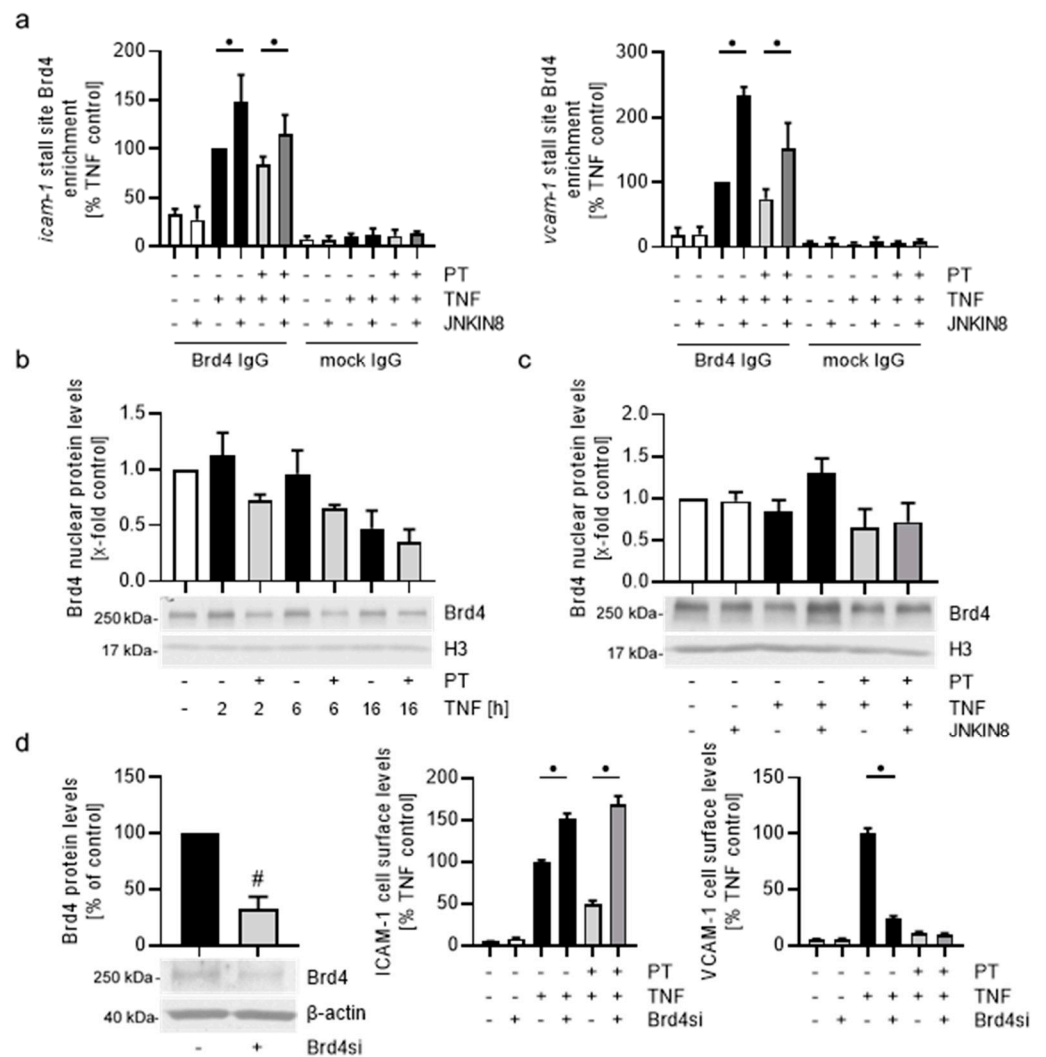 a
icam-1 stall site Brd4
enrichment
[% TNF control]
200
150
100
50
0
- - - - + + - - - - + + PT
- - + + + + - - + + + + TNF
- + - + - + - + - + - + JNKIN8
Brd4 IgG mock IgG
vcam-1 stall site Brd4
enrichment
[% TNF control]
300
200
100
0
- - - - + + - - - - + + PT
- - + + + + - - + + + + TNF
- + - + - + - + - + - + JNKIN8
Brd4 IgG mock IgG
b
Brd4 nuclear protein levels
[x-fold control]
1.5
1.0
0.5
0.0
250 kDa- Brd4
17 kDa- H3
- - + - + - + PT
- 2 2 6 6 16 16 TNF [h]
c
Brd4 nuclear protein levels
[x-fold control]
2.0
1.5
1.0
0.5
0.0
250 kDa- Brd4
17 kDa- H3
- - - - + + PT
- - + + + + TNF
- + - + - + JNKIN8
d
Brd4 protein levels
[% of control]
150
100
50
0
#
250 kDa- Brd4
40 kDa- β-actin
- + Brd4si
ICAM-1 cell surface levels
[% TNF control]
200
150
100
50
0
- - - - + + PT
- - + + + + TNF
- + - + - + Brd4si
VCAM-1 cell surface levels
[% TNF control]
150
100
50
0
- - - - + + PT
- - + + + + TNF
- + - + - + Brd4si